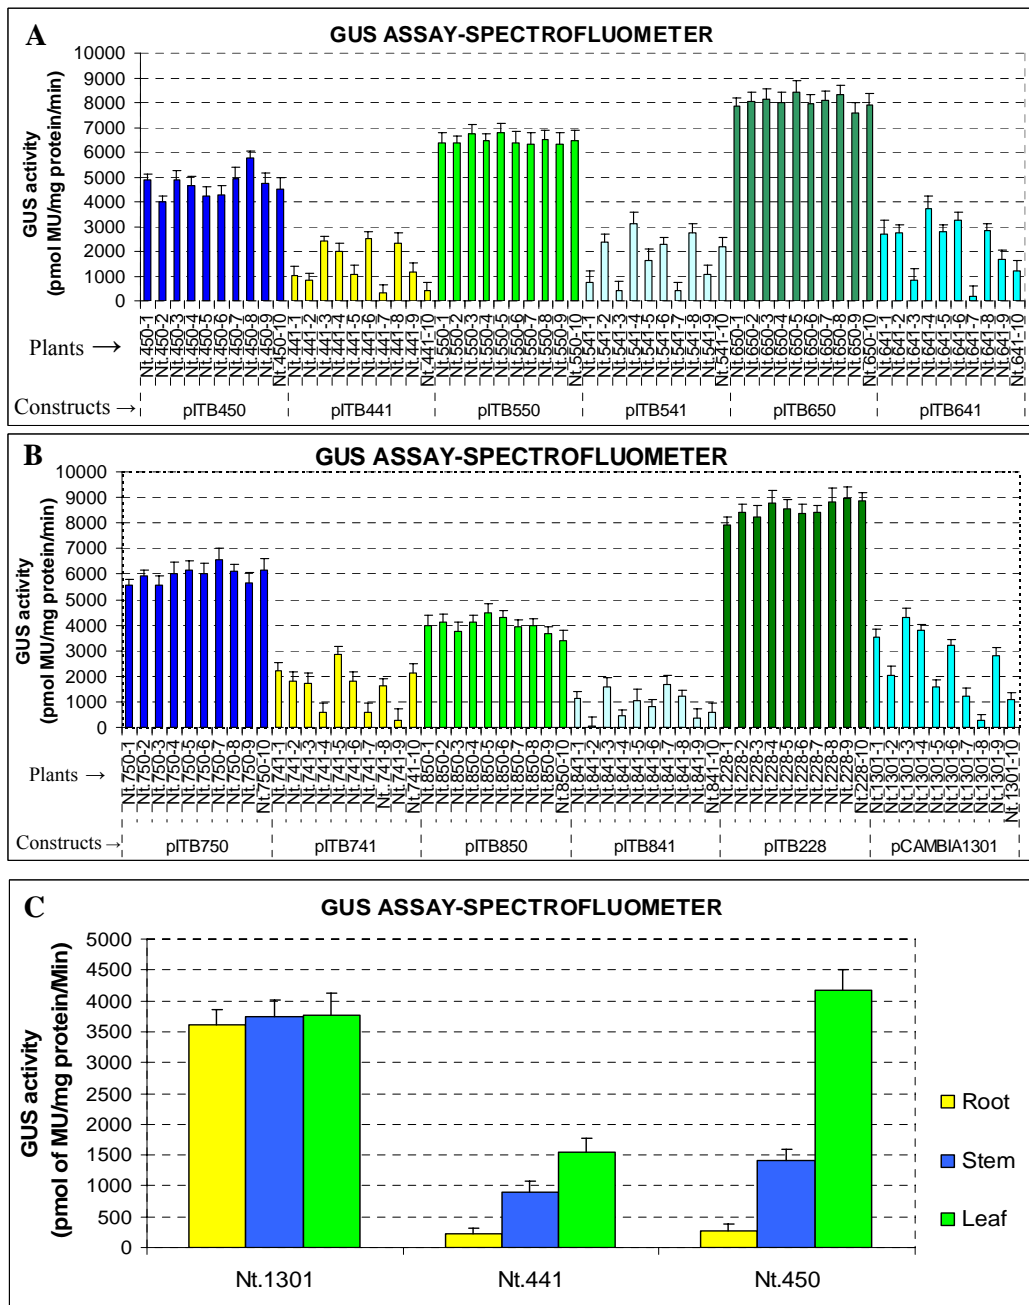 A
GUS ASSAY-SPECTROFLUOMETER
GUS activity
(pmol MU/mg protein/min)
10000
9000
8000
7000
6000
5000
4000
3000
2000
1000
0
Plants →
Nt.450-1
Nt.450-2
Nt.450-3
Nt.450-4
Nt.450-5
Nt.450-6
Nt.450-7
Nt.450-8
Nt.450-9
Nt.450-10
Nt.441-1
Nt.441-2
Nt.441-3
Nt.441-4
Nt.441-5
Nt.441-6
Nt.441-7
Nt.441-8
Nt.441-9
Nt.441-10
Nt.550-1
Nt.550-2
Nt.550-3
Nt.550-4
Nt.550-5
Nt.550-6
Nt.550-7
Nt.550-8
Nt.550-9
Nt.550-10
Nt.541-1
Nt.541-2
Nt.541-3
Nt.541-4
Nt.541-5
Nt.541-6
Nt.541-7
Nt.541-8
Nt.541-9
Nt.541-10
Nt.650-1
Nt.650-2
Nt.650-3
Nt.650-4
Nt.650-5
Nt.650-6
Nt.650-7
Nt.650-8
Nt.650-9
Nt.650-10
Nt.641-1
Nt.641-2
Nt.641-3
Nt.641-4
Nt.641-5
Nt.641-6
Nt.641-7
Nt.641-8
Nt.641-9
Nt.641-10
Constructs → pITB450 pITB441 pITB550 pITB541 pITB650 pITB641
B
GUS ASSAY-SPECTROFLUOMETER
GUS activity
(pmol MU/mg protein/min)
10000
9000
8000
7000
6000
5000
4000
3000
2000
1000
0
Plants →
Nt.750-1
Nt.750-2
Nt.750-3
Nt.750-4
Nt.750-5
Nt.750-6
Nt.750-7
Nt.750-8
Nt.750-9
Nt.750-10
Nt.741-1
Nt.741-2
Nt.741-3
Nt.741-4
Nt.741-5
Nt.741-6
Nt.741-7
Nt..741-8
Nt.741-9
Nt.741-10
Nt.850-1
Nt.850-2
Nt.850-3
Nt.850-4
Nt.850-5
Nt.850-6
Nt.850-7
Nt.850-8
Nt.850-9
Nt.850-10
Nt.841-1
Nt.841-2
Nt.841-3
Nt.841-4
Nt.841-5
Nt.841-6
Nt.841-7
Nt.841-8
Nt.841-9
Nt.841-10
Nt.228-1
Nt.228-2
Nt.228-3
Nt.228-4
Nt.228-5
Nt.228-6
Nt.228-7
Nt.228-8
Nt.228-9
Nt.228-10
Nt.1301-1
Nt.1301-2
Nt.1301-3
Nt.1301-4
Nt.1301-5
Nt.1301-6
Nt.1301-7
Nt.1301-8
Nt.1301-9
Nt.1301-10
Constructs → pITB750 pITB741 pITB850 pITB841 pITB228 pCAMBIA1301
C
GUS ASSAY-SPECTROFLUOMETER
GUS activity
(pmol of MU/mg protein/Min)
5000
4500
4000
3500
3000
2500
2000
1500
1000
500
0
Nt.1301 Nt.441 Nt.450
Root
Stem
Leaf